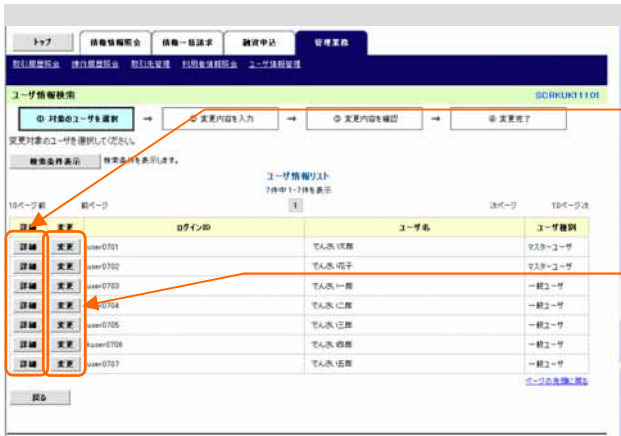 トップ 債権情報照会 債権一括請求 融資申込 管理業務
取引履歴照会 操作履歴照会 取引先管理 利用者情報照会 ユーザ情報管理
ユーザ情報検索 SCRKUK11101
① 対象のユーザを選択 → ② 変更内容を入力 → ③ 変更内容を確認 → ④ 変更完了
変更対象のユーザを選択してください。
検索条件表示 検索条件を表示します。
ユーザ情報リスト
7件中 1-7件を表示
10ページ前 前ページ 1 次ページ 10ページ次
詳細 変更 ログインID ユーザ名 ユーザ種別
詳細 変更 user0701 でんさい次郎 マスターユーザ
詳細 変更 user0702 でんさい花子 マスターユーザ
詳細 変更 user0703 でんさい一郎 一般ユーザ
詳細 変更 user0704 でんさい二郎 一般ユーザ
詳細 変更 user0705 でんさい三郎 一般ユーザ
詳細 変更 kuser0706 でんさい四郎 一般ユーザ
詳細 変更 user0707 でんさい五郎 一般ユーザ
ページの先頭に戻る
戻る